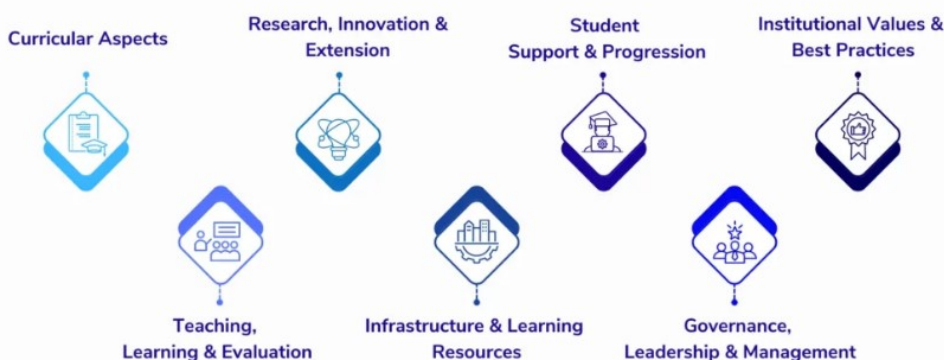 Curricular Aspects
Research, Innovation &
Extension
Student
Support & Progression
Institutional Values &
Best Practices
Teaching,
Learning & Evaluation
Infrastructure & Learning
Resources
Governance,
Leadership & Management